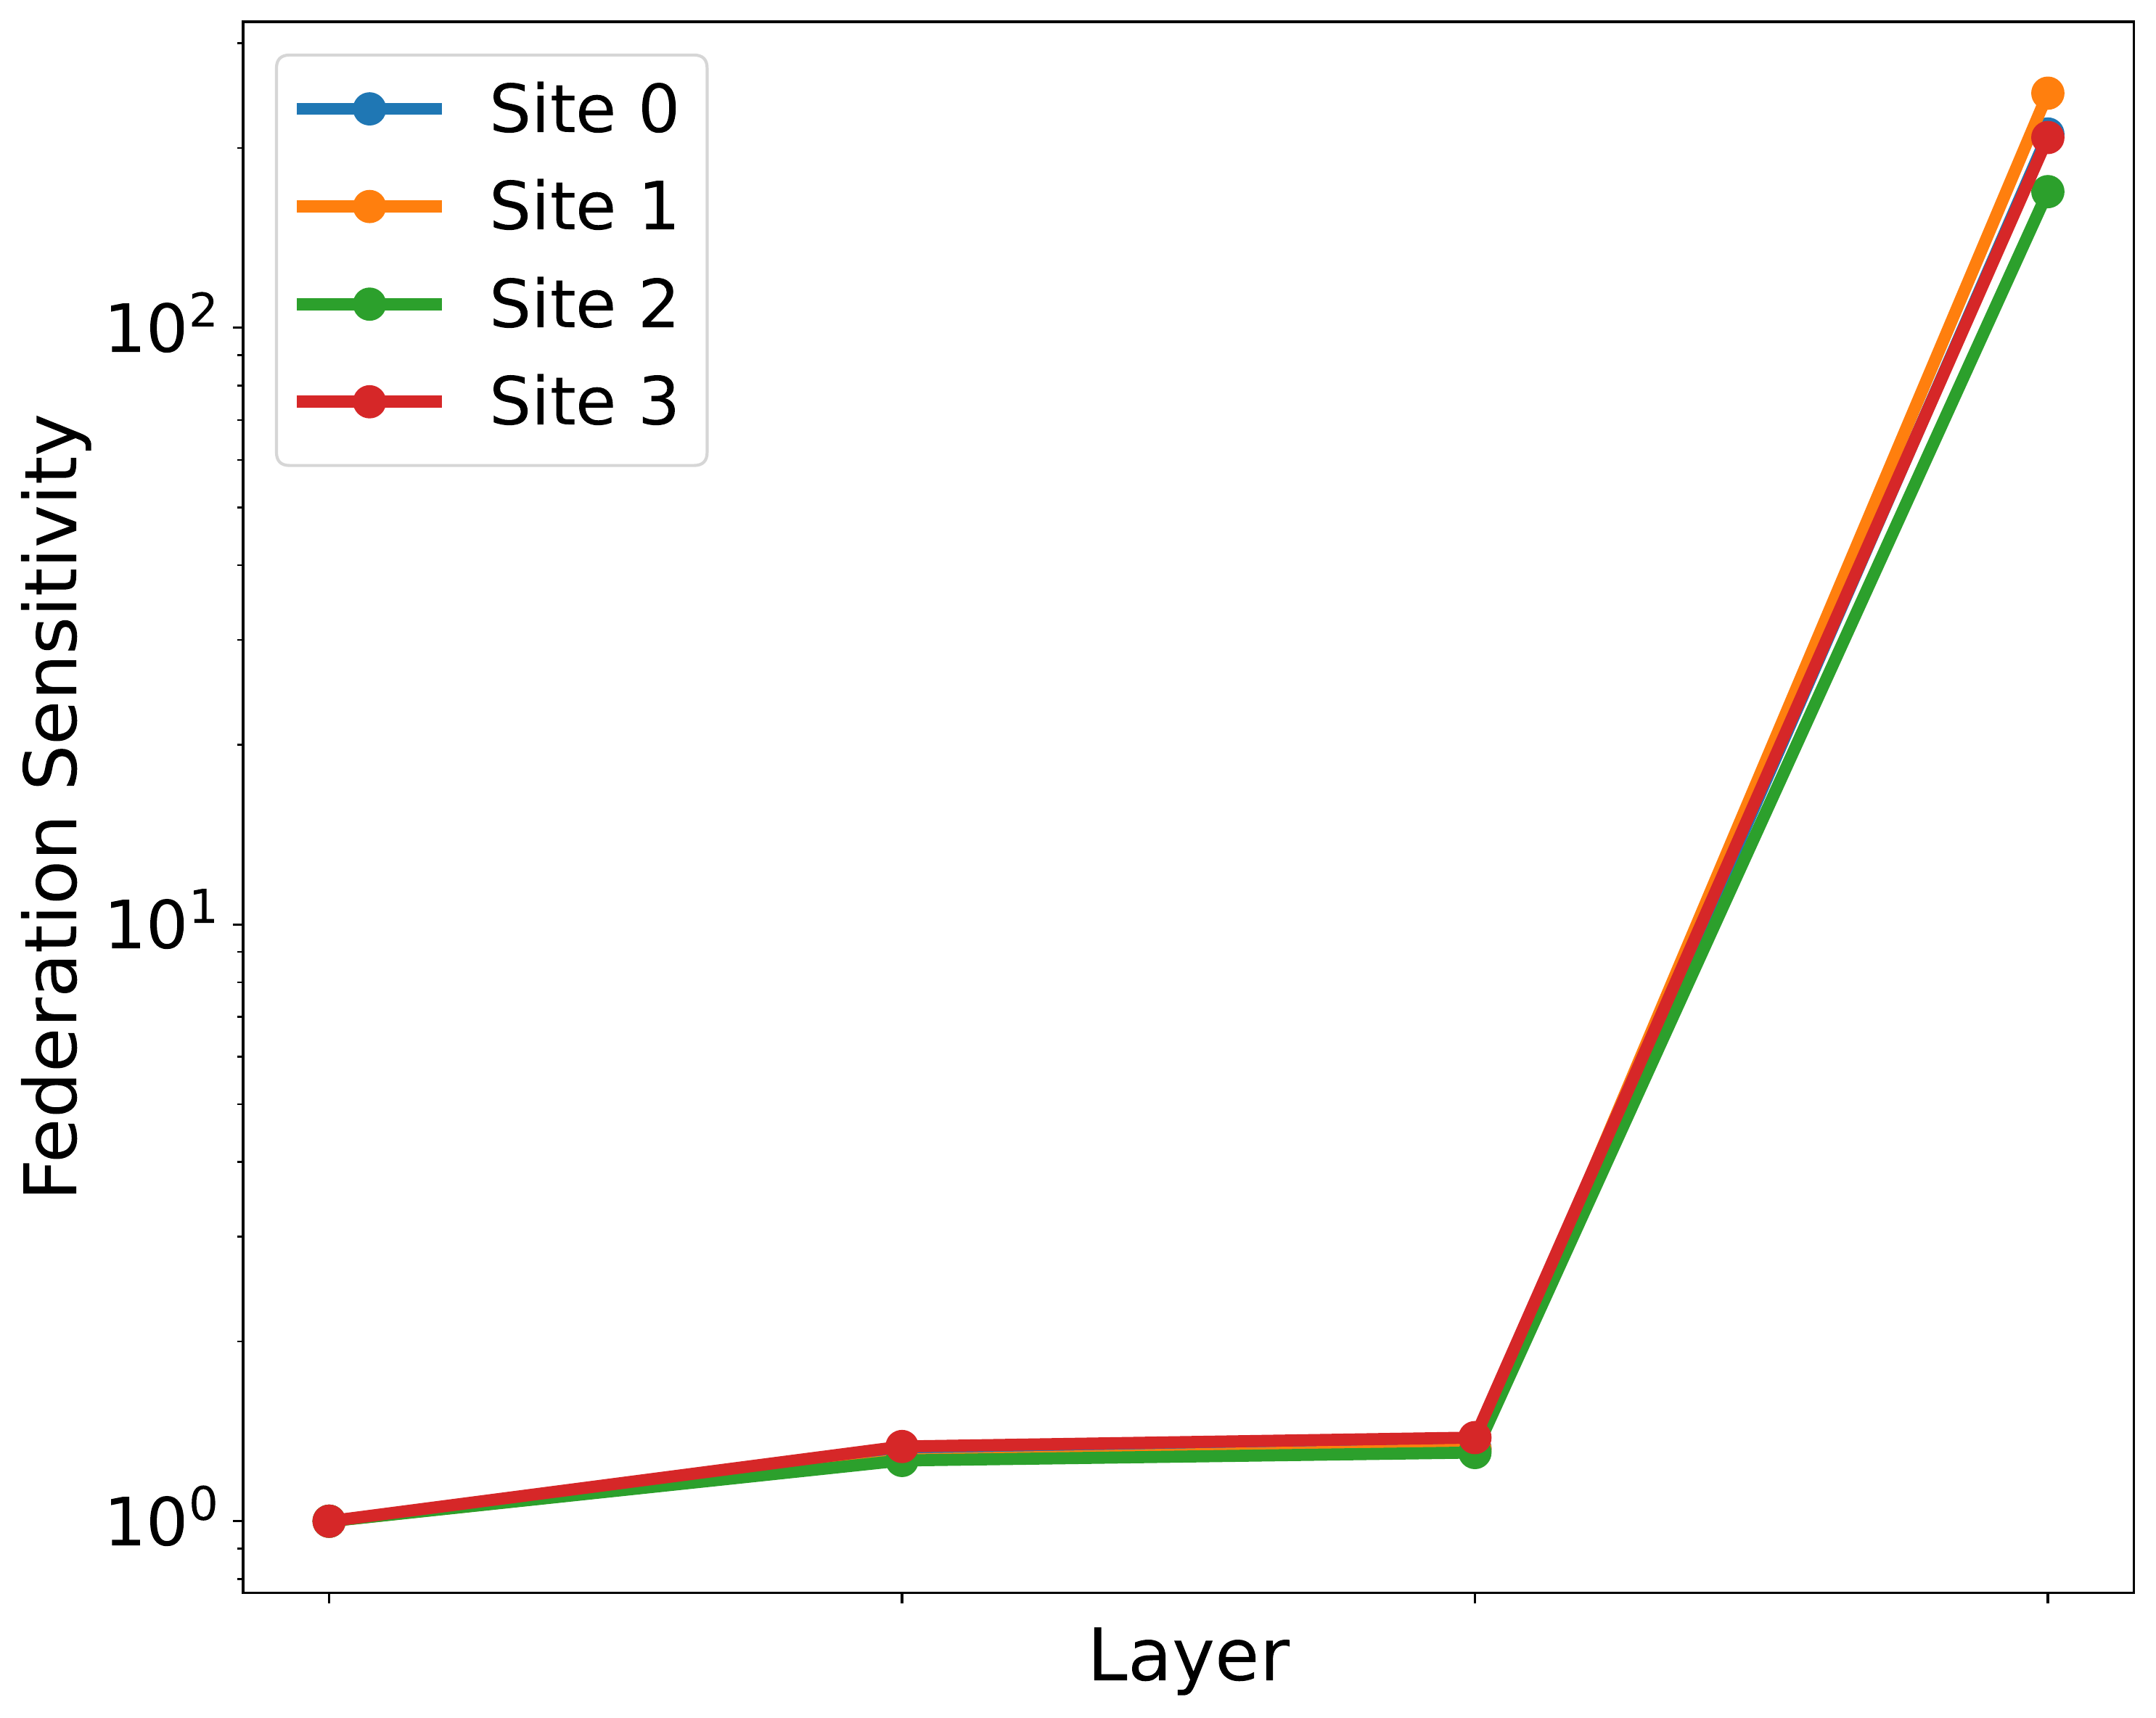 Site 0
Site 1
Site 2
Site 3
Federation Sensitivity
10²
10¹
10⁰
Layer